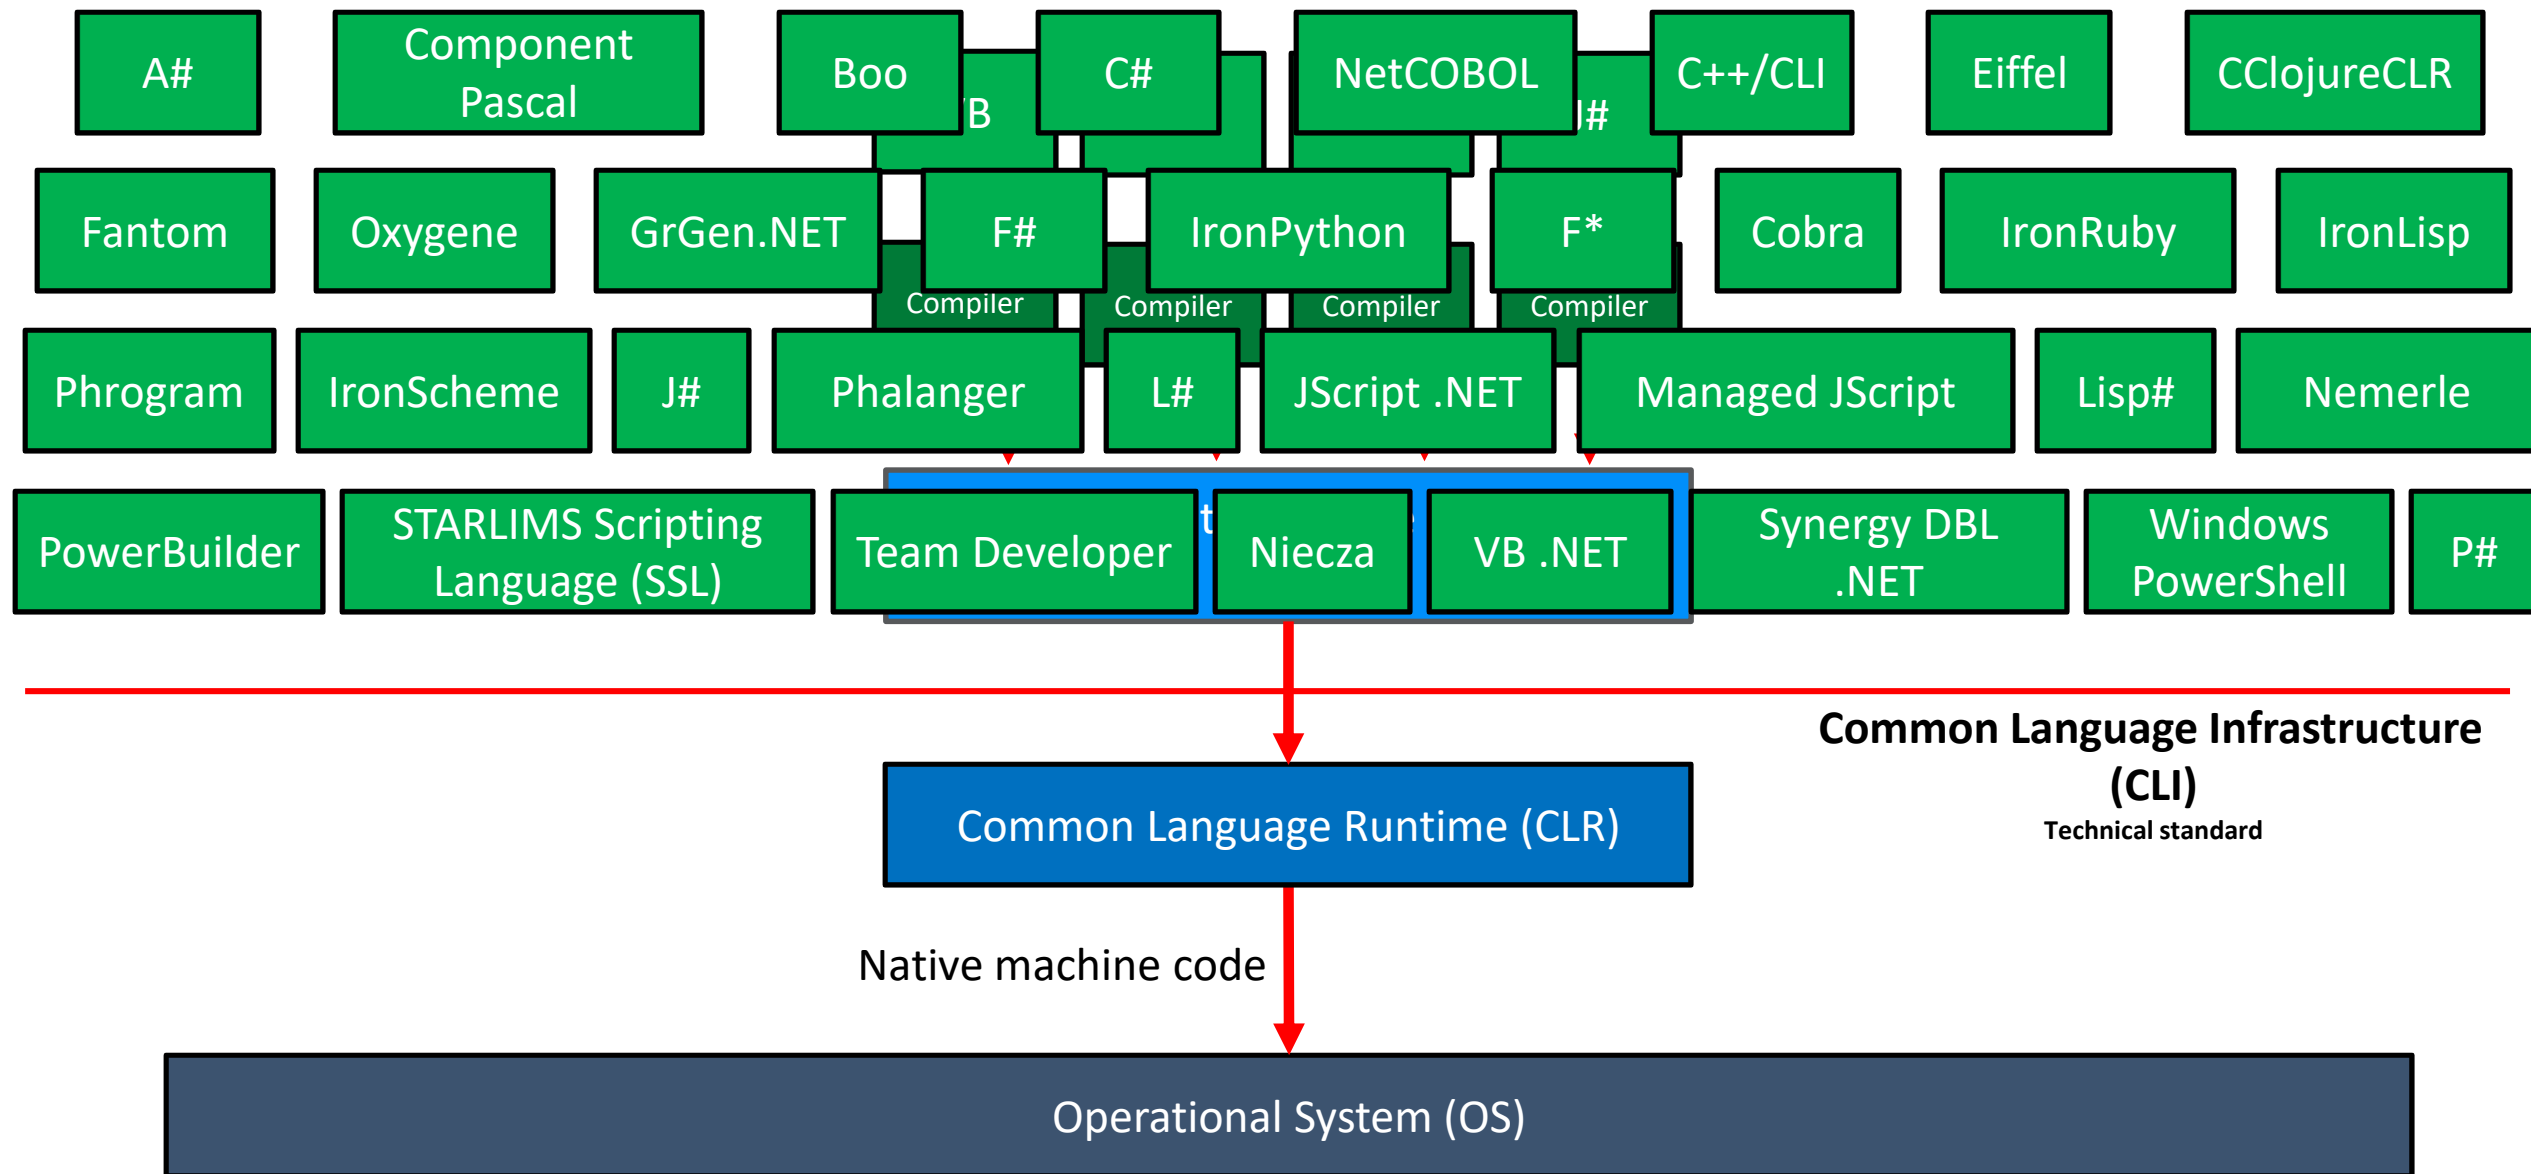 A#
Component
Pascal
Boo
C#
NetCOBOL
C++/CLI
Eiffel
CClojureCLR
Fantom
Oxygene
GrGen.NET
F#
IronPython
F*
Cobra
IronRuby
IronLisp
Compiler
Compiler
Compiler
Compiler
Phrogram
IronScheme
J#
Phalanger
L#
JScript .NET
Managed JScript
Lisp#
Nemerle
PowerBuilder
STARLIMS Scripting
Language (SSL)
Team Developer
Niecza
VB .NET
Synergy DBL
.NET
Windows
PowerShell
P#
Common Language Infrastructure
(CLI)
Technical standard
Common Language Runtime (CLR)
Native machine code
Operational System (OS)